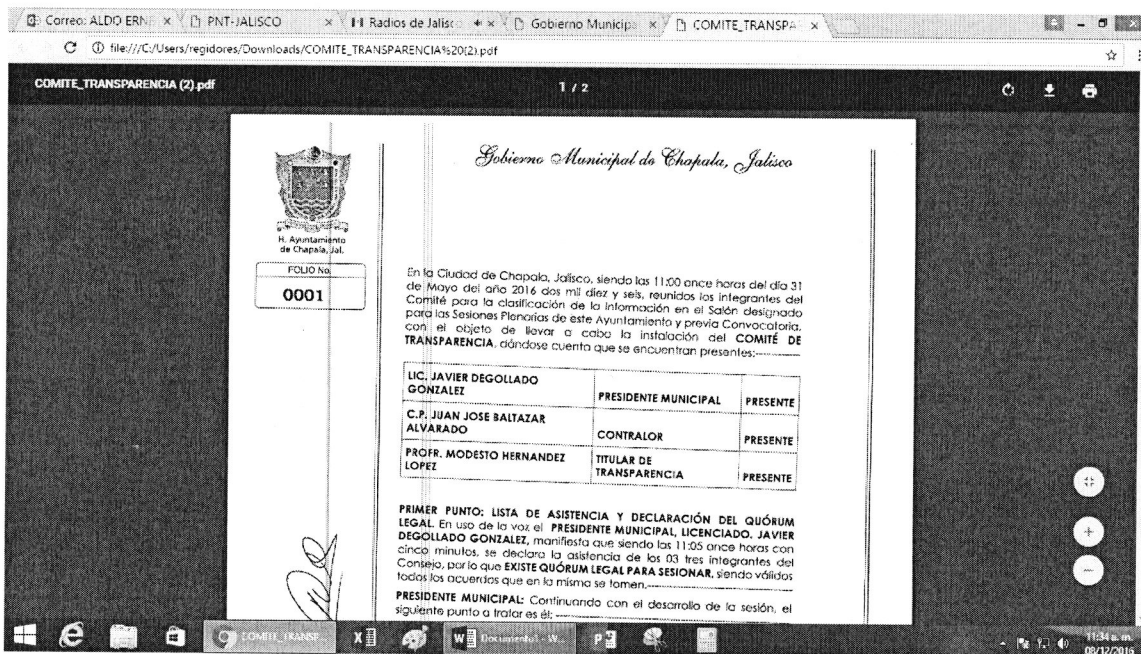 Correo: ALDO ERN
PNT-JALISCO
Radios de Jalisc
Gobierno Municipa
COMITE_TRANSPA
file:///C:/Users/regidores/Downloads/COMITE_TRANSPARENCIA%20(2).pdf
COMITE_TRANSPARENCIA (2).pdf
1 / 2
Gobierno Municipal de Chapala, Jalisco
H. Ayuntamiento
de Chapala, Jal.
FOLIO No.
0001
En la Ciudad de Chapala, Jalisco, siendo las 11:00 once horas del día 31
de Mayo del año 2016 dos mil diez y seis, reunidos los integrantes del
Comité para la clasificación de la Información en el Salón designado
para las Sesiones Plenarias de este Ayuntamiento y previa Convocatoria,
con el objeto de llevar a cabo la instalación del COMITÉ DE
TRANSPARENCIA, dándose cuenta que se encuentran presentes:------------
LIC. JAVIER DEGOLLADO
GONZALEZ
PRESIDENTE MUNICIPAL
PRESENTE
C.P. JUAN JOSE BALTAZAR
ALVARADO
CONTRALOR
PRESENTE
PROFR. MODESTO HERNANDEZ
LOPEZ
TITULAR DE
TRANSPARENCIA
PRESENTE
PRIMER PUNTO: LISTA DE ASISTENCIA Y DECLARACIÓN DEL QUÓRUM
LEGAL. En uso de la voz el PRESIDENTE MUNICIPAL, LICENCIADO. JAVIER
DEGOLLADO GONZALEZ, manifiesta que siendo las 11:05 once horas con
cinco minutos, se declara la asistencia de los 03 tres integrantes del
Consejo, por lo que EXISTE QUÓRUM LEGAL PARA SESIONAR, siendo válidos
todos los acuerdos que en la misma se tomen.------------
PRESIDENTE MUNICIPAL: Continuando con el desarrollo de la sesión, el
siguiente punto a tratar es él: ------------
COMITE_TRANSP...
Documento1 - W...
11:34 a. m.
08/12/2016